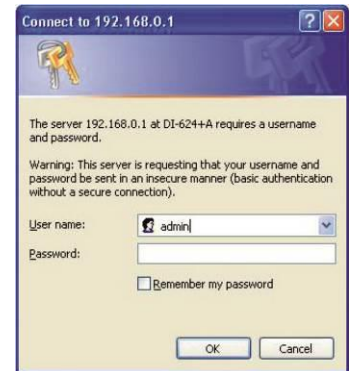 Connect to 192.168.0.1
The server 192.168.0.1 at DI-624+A requires a username
and password.
Warning: This server is requesting that your username and
password be sent in an insecure manner (basic authentication
without a secure connection).
User name:
admin
Password:
Remember my password
OK
Cancel